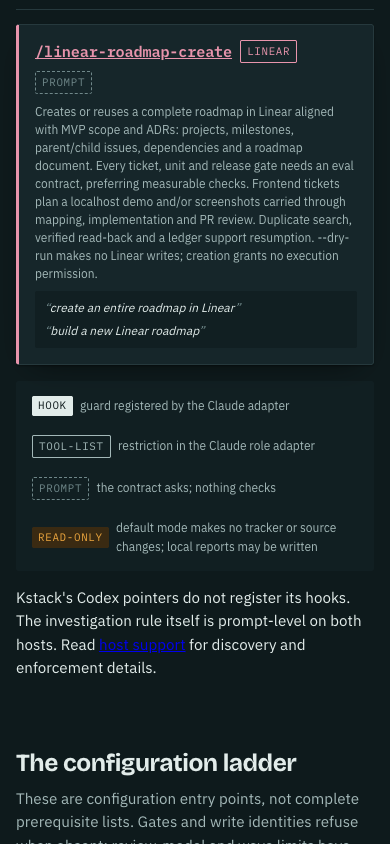 /linear-roadmap-create LINEAR
PROMPT
Creates or reuses a complete roadmap in Linear aligned
with MVP scope and ADRs: projects, milestones,
parent/child issues, dependencies and a roadmap
document. Every ticket, unit and release gate needs an eval
contract, preferring measurable checks. Frontend tickets
plan a localhost demo and/or screenshots carried through
mapping, implementation and PR review. Duplicate search,
verified read-back and a ledger support resumption. --dry-
run makes no Linear writes; creation grants no execution
permission.
“create an entire roadmap in Linear”
“build a new Linear roadmap”
HOOK guard registered by the Claude adapter
TOOL-LIST restriction in the Claude role adapter
PROMPT the contract asks; nothing checks
READ-ONLY default mode makes no tracker or source
changes; local reports may be written
Kstack's Codex pointers do not register its hooks.
The investigation rule itself is prompt-level on both
hosts. Read host support for discovery and
enforcement details.
The configuration ladder
These are configuration entry points, not complete
prerequisite lists. Gates and write identities refuse
when absent; review-model and wave limits have